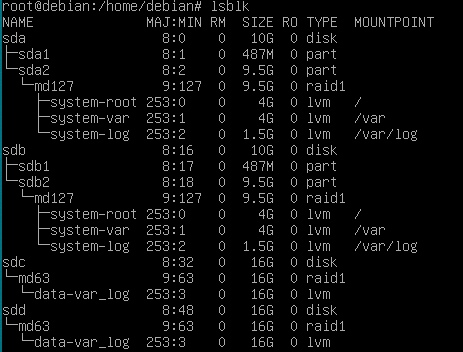 root@debian:/home/debian# lsblk
NAME                MAJ:MIN RM  SIZE RO TYPE  MOUNTPOINT
sda                   8:0    0   10G  0 disk
├─sda1                8:1    0  487M  0 part
└─sda2                8:2    0  9.5G  0 part
  └─md127             9:127  0  9.5G  0 raid1
    ├─system-root   253:0    0    4G  0 lvm   /
    ├─system-var    253:1    0    4G  0 lvm   /var
    └─system-log    253:2    0  1.5G  0 lvm   /var/log
sdb                   8:16   0   10G  0 disk
├─sdb1                8:17   0  487M  0 part
└─sdb2                8:18   0  9.5G  0 part
  └─md127             9:127  0  9.5G  0 raid1
    ├─system-root   253:0    0    4G  0 lvm   /
    ├─system-var    253:1    0    4G  0 lvm   /var
    └─system-log    253:2    0  1.5G  0 lvm   /var/log
sdc                   8:32   0   16G  0 disk
└─md63                9:63   0   16G  0 raid1
  └─data-var_log    253:3    0   16G  0 lvm
sdd                   8:48   0   16G  0 disk
└─md63                9:63   0   16G  0 raid1
  └─data-var_log    253:3    0   16G  0 lvm